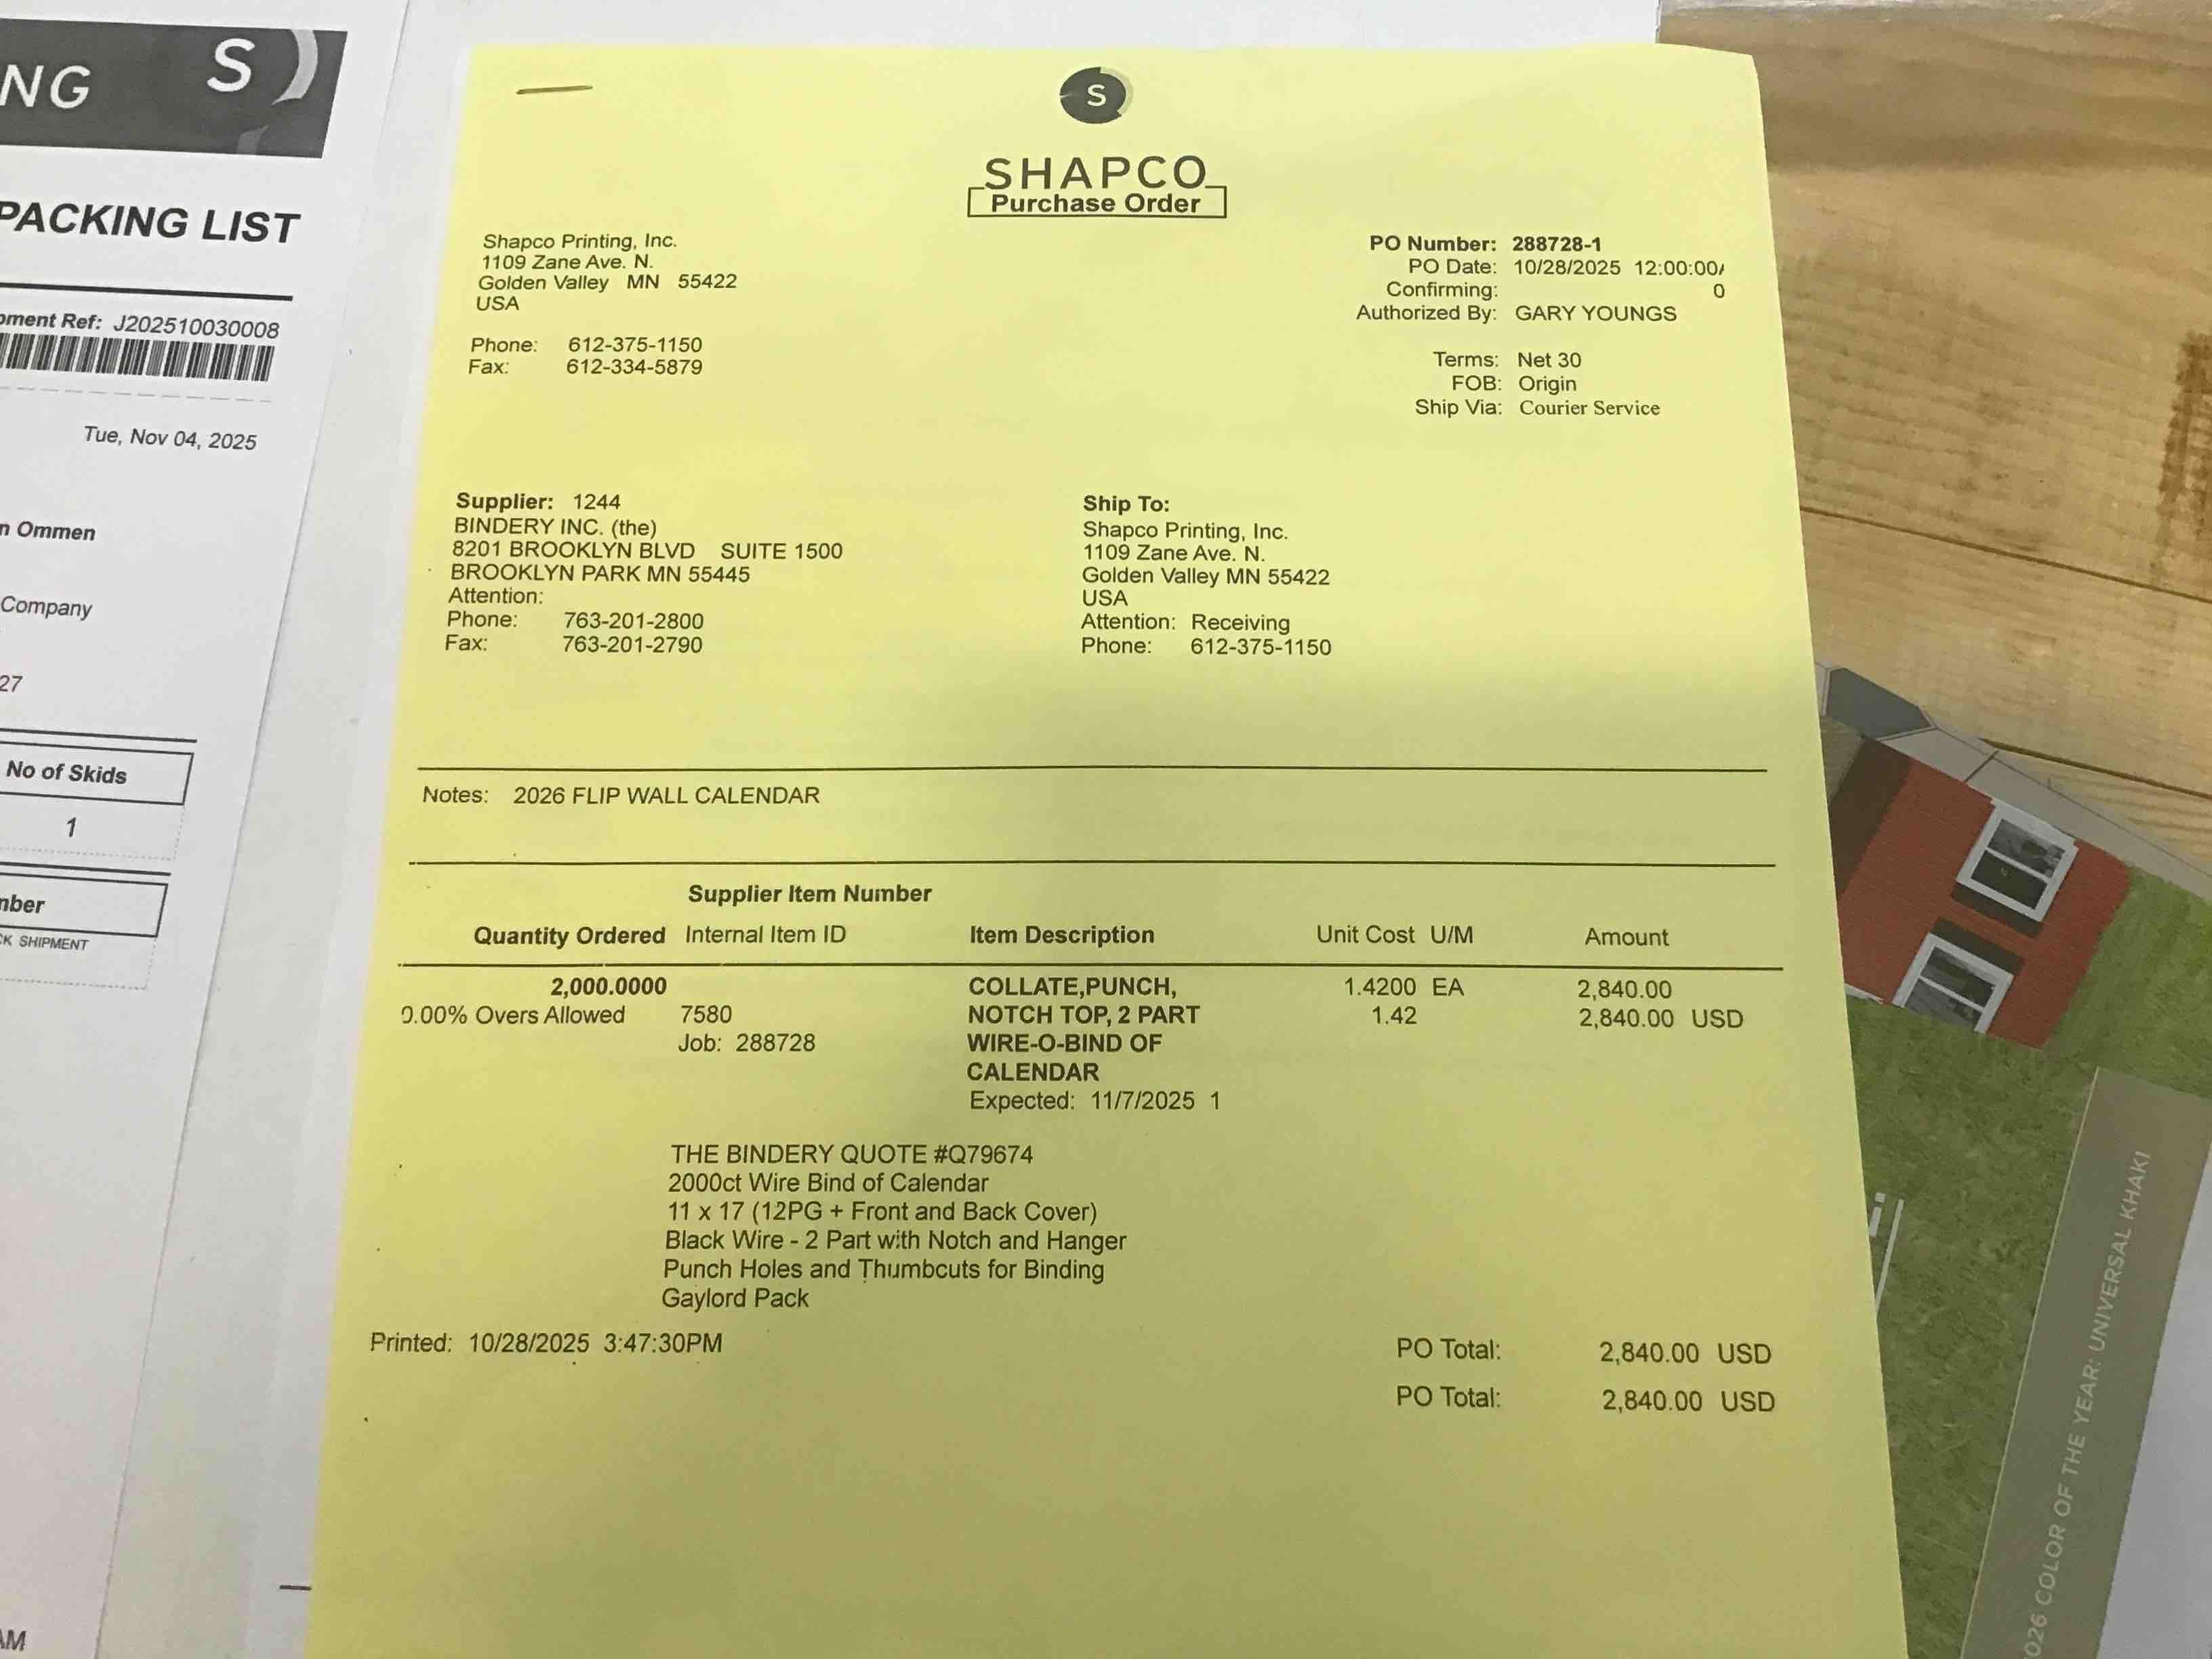 NG S
PACKING LIST
pment Ref: J202510030008
Tue, Nov 04, 2025
n Ommen
Company
27
No of Skids
1
mber
CK SHIPMENT
AM
S
SHAPCO
Purchase Order
Shapco Printing, Inc.
1109 Zane Ave. N.
Golden Valley MN 55422
USA
Phone: 612-375-1150
Fax: 612-334-5879
PO Number: 288728-1
PO Date: 10/28/2025 12:00:00
Confirming: 0
Authorized By: GARY YOUNGS
Terms: Net 30
FOB: Origin
Ship Via: Courier Service
Supplier: 1244
BINDERY INC. (the)
8201 BROOKLYN BLVD SUITE 1500
BROOKLYN PARK MN 55445
Attention:
Phone: 763-201-2800
Fax: 763-201-2790
Ship To:
Shapco Printing, Inc.
1109 Zane Ave. N.
Golden Valley MN 55422
USA
Attention: Receiving
Phone: 612-375-1150
Notes: 2026 FLIP WALL CALENDAR
Supplier Item Number
Quantity Ordered Internal Item ID Item Description Unit Cost U/M Amount
2,000.0000 COLLATE,PUNCH, 1.4200 EA 2,840.00
0.00% Overs Allowed 7580 NOTCH TOP, 2 PART 1.42 2,840.00 USD
Job: 288728 WIRE-O-BIND OF
CALENDAR
Expected: 11/7/2025 1
THE BINDERY QUOTE #Q79674
2000ct Wire Bind of Calendar
11 x 17 (12PG + Front and Back Cover)
Black Wire - 2 Part with Notch and Hanger
Punch Holes and Thumbcuts for Binding
Gaylord Pack
Printed: 10/28/2025 3:47:30PM
PO Total: 2,840.00 USD
PO Total: 2,840.00 USD
026 COLOR OF THE YEAR: UNIVERSAL KHAKI